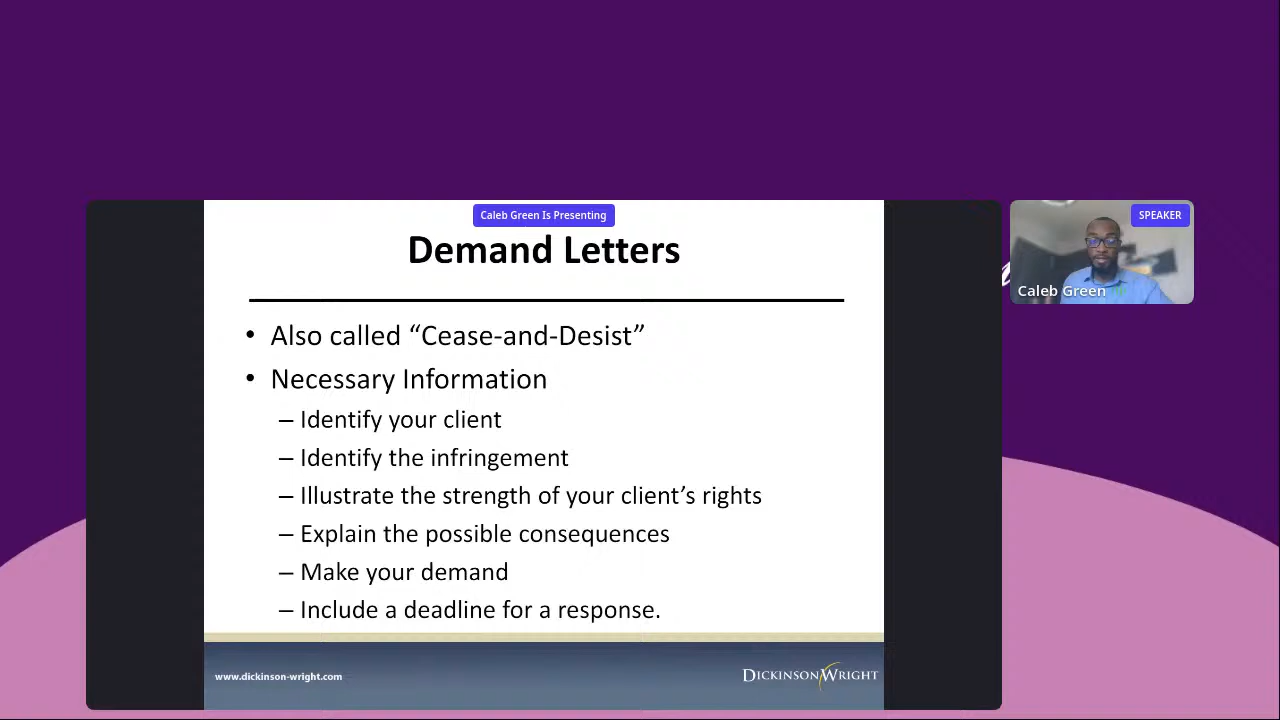 Caleb Green Is Presenting
SPEAKER
Demand Letters
Caleb Green
• Also called “Cease-and-Desist”
• Necessary Information
– Identify your client
– Identify the infringement
– Illustrate the strength of your client’s rights
– Explain the possible consequences
– Make your demand
– Include a deadline for a response.
www.dickinson-wright.com
DICKINSON WRIGHT